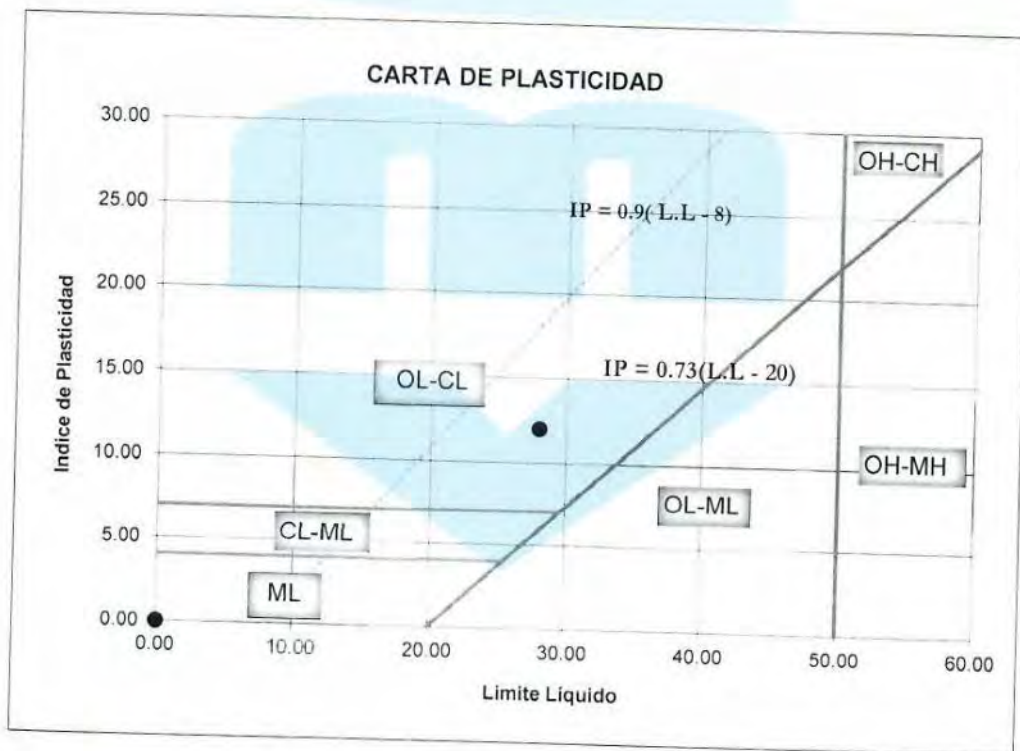 CARTA DE PLASTICIDAD
30.00
25.00
20.00
15.00
10.00
5.00
0.00
Indice de Plasticidad
OH-CH
IP = 0.9( L.L - 8)
IP = 0.73(L.L - 20)
OL-CL
OH-MH
OL-ML
CL-ML
ML
0.00
10.00
20.00
30.00
40.00
50.00
60.00
Limite Líquido